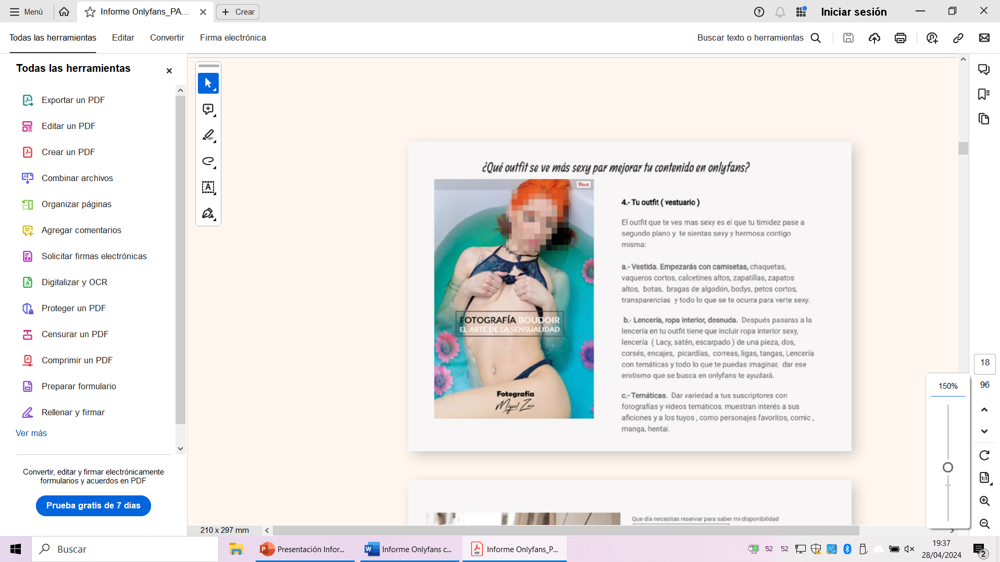 Menú
Informe Onlyfans_PA...
Crear
Iniciar sesión
Todas las herramientas
Editar
Convertir
Firma electrónica
Buscar texto o herramientas
Todas las herramientas
Exportar un PDF
Editar un PDF
Crear un PDF
Combinar archivos
Organizar páginas
Agregar comentarios
Solicitar firmas electrónicas
Digitalizar y OCR
Proteger un PDF
Censurar un PDF
Comprimir un PDF
Preparar formulario
Rellenar y firmar
Ver más
Convertir, editar y firmar electrónicamente
formularios y acuerdos en PDF
Prueba gratis de 7 días
¿Qué outfit se ve más sexy par mejorar tu contenido en onlyfans?
Pin it
FOTOGRAFÍA BOUDOIR
EL ARTE DE LA SENSUALIDAD
Fotografía
Miguel
4.- Tu outfit ( vestuario )
El outfit que te ves mas sexy es el que tu timidez pase a
segundo plano y te sientas sexy y hermosa contigo
misma:
a.- Vestida. Empezarás con camisetas, chaquetas,
vaqueros cortos, calcetines altos, zapatillas, zapatos
altos, botas, bragas de algodón, bodys, petos cortos,
transparencias y todo lo que se te ocurra para verte sexy.
b.- Lencería, ropa interior, desnuda. Después pasaras a la
lencería en tu outfit tiene que incluir ropa interior sexy,
lencería ( Lacy, satén, escarpado ) de una pieza, dos,
corsés, encajes, picardías, correas, ligas, tangas, Lencería
con temáticas y todo lo que te puedas imaginar, dar ese
erotismo que se busca en onlyfans te ayudará.
c.- Temáticas. Dar variedad a tus suscriptores con
fotografías y videos temáticos, muestran interés a sus
aficiones y a los tuyos , como personajes favoritos, comic ,
manga, hentai.
Que día necesitas reservar para saber mi disponibilidad
18
96
150%
210 x 297 mm
Buscar
Presentación Infor...
Informe Onlyfans c...
Informe Onlyfans_P...
52
52
19:37
28/04/2024
2